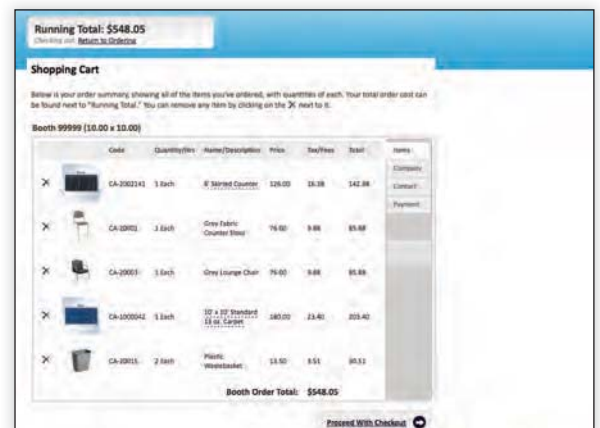 Running Total: $548.05
Checking out. Return to Ordering
Shopping Cart
Below is your order summary, showing all of the items you've ordered, with quantities of each. Your total order cost can
be found next to "Running Total." You can remove any item by clicking on the X next to it.
Booth 99999 (10.00 x 10.00)
Code Quantity/Hrs Name/Description Price Tax/Fees Total
Items
Company
Contact
Payment
CA-2002141 1 Each 6' Skirted Counter 126.00 16.38 142.38
CA-20001 1 Each Grey Fabric
Counter Stool 76.00 9.88 85.88
CA-20003 1 Each Grey Lounge Chair 76.00 9.88 85.88
CA-1000042 1 Each 10' x 10' Standard
13 oz. Carpet 180.00 23.40 203.40
CA-20015 2 Each Plastic
Wastebasket 13.50 3.51 30.51
Booth Order Total: $548.05
Proceed With Checkout